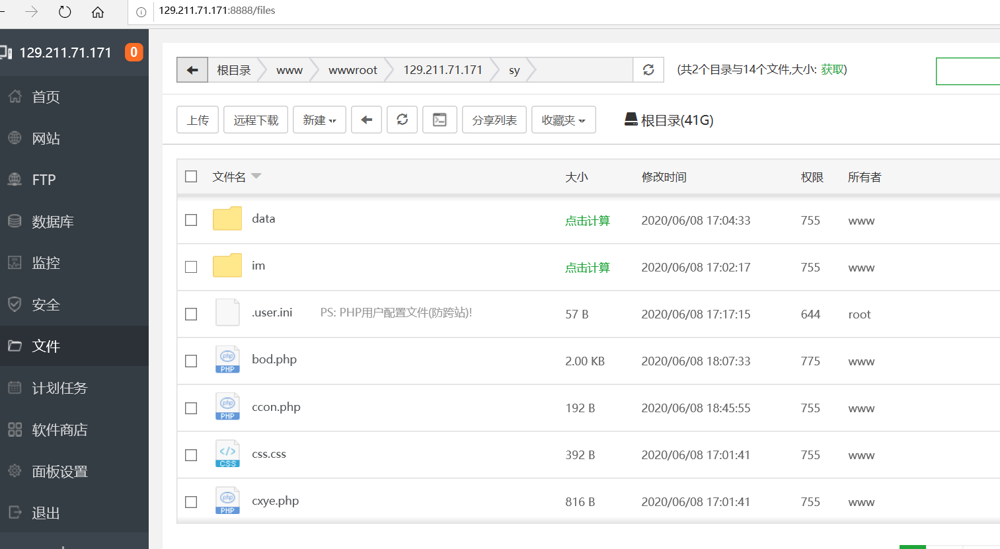 129.211.71.171:8888/files
129.211.71.171 0
首页
网站
FTP
数据库
监控
安全
文件
计划任务
软件商店
面板设置
退出
根目录 www wwwroot 129.211.71.171 sy (共2个目录与14个文件,大小: 获取)
上传 远程下载 新建 分享列表 收藏夹 根目录(41G)
文件名 大小 修改时间 权限 所有者
data 点击计算 2020/06/08 17:04:33 755 www
im 点击计算 2020/06/08 17:02:17 755 www
.user.ini PS: PHP用户配置文件(防跨站)! 57 B 2020/06/08 17:17:15 644 root
php PHP bod.php 2.00 KB 2020/06/08 18:07:33 775 www
php PHP ccon.php 192 B 2020/06/08 18:45:55 755 www
</> CSS css.css 392 B 2020/06/08 17:01:41 755 www
php PHP cxye.php 816 B 2020/06/08 17:01:41 755 www